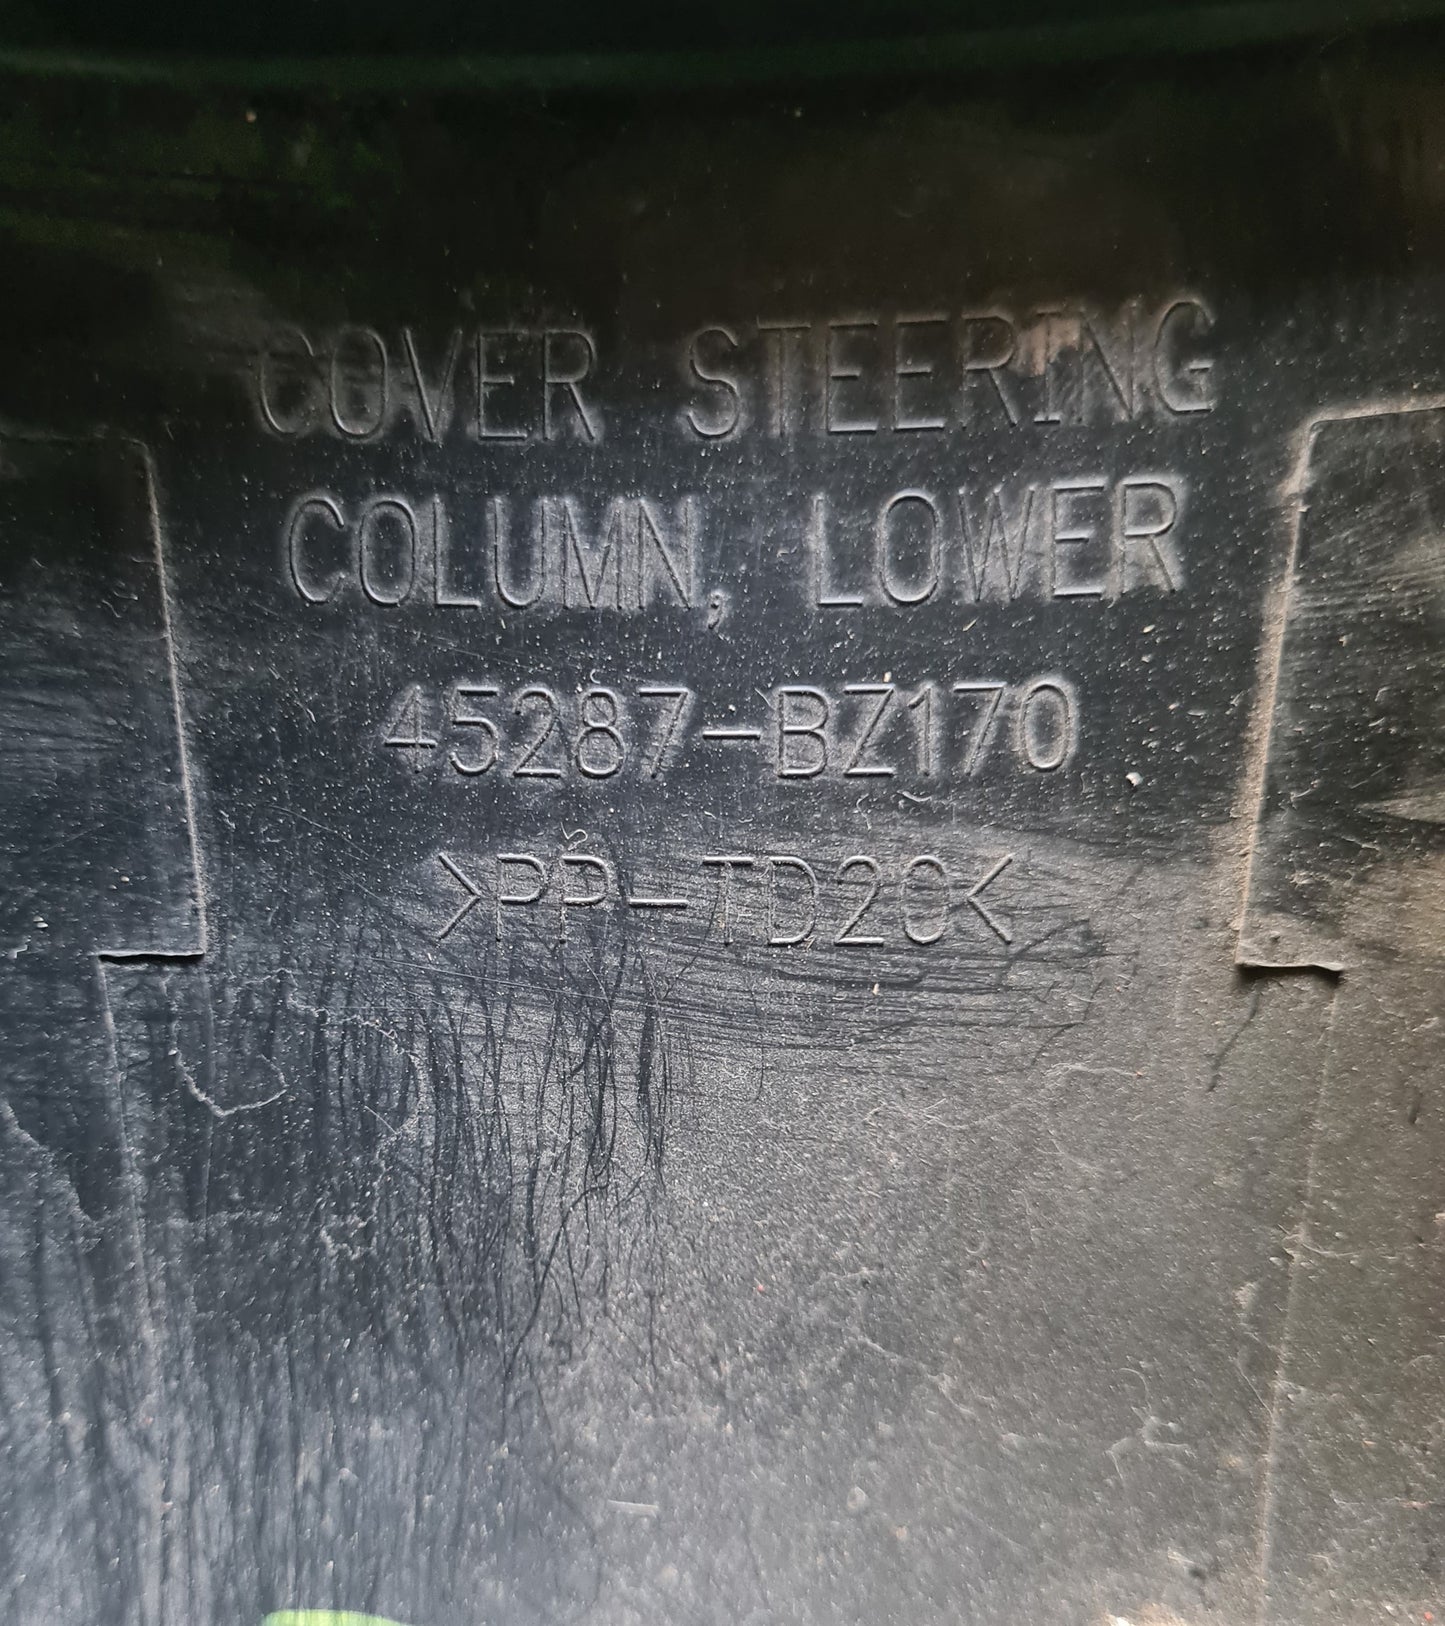 COVER STEERING
COLUMN, LOWER
45287-BZ170
>PP-TD20<